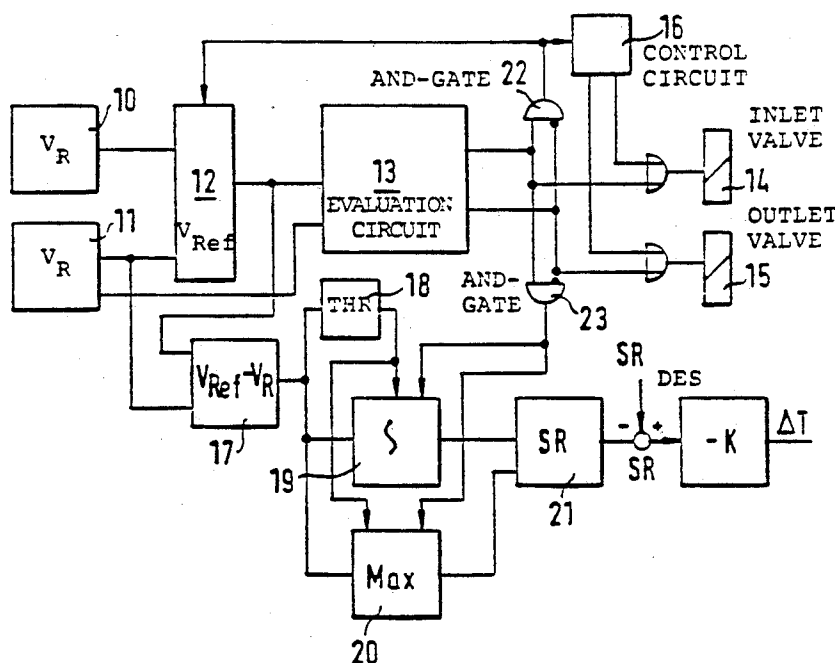 16
CONTROL
CIRCUIT
AND-GATE
22
10
V_R
12
V_Ref
13
EVALUATION
CIRCUIT
INLET
VALVE
14
11
V_R
OUTLET
VALVE
15
AND-
GATE
23
THR
18
V_Ref-V_R
17
SR
DES
∫
19
SR
21
- +
SR
-K
ΔT
Max
20